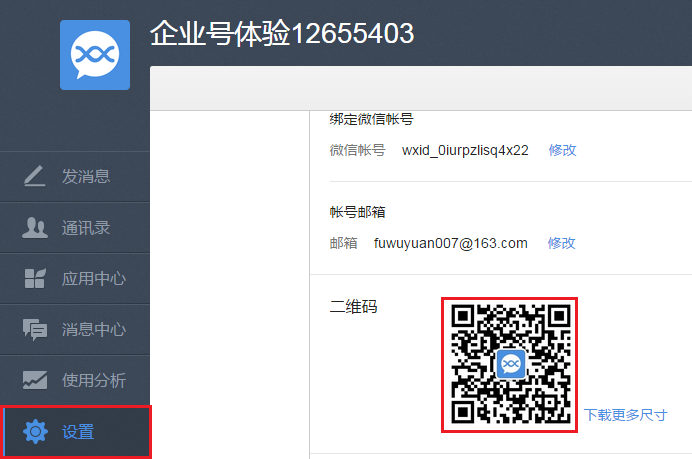 企业号体验12655403
发消息
通讯录
应用中心
消息中心
使用分析
设置
绑定微信帐号
微信帐号 wxid_0iurpzlisq4x22 修改
帐号邮箱
邮箱 fuwuyuan007@163.com 修改
二维码
下载更多尺寸